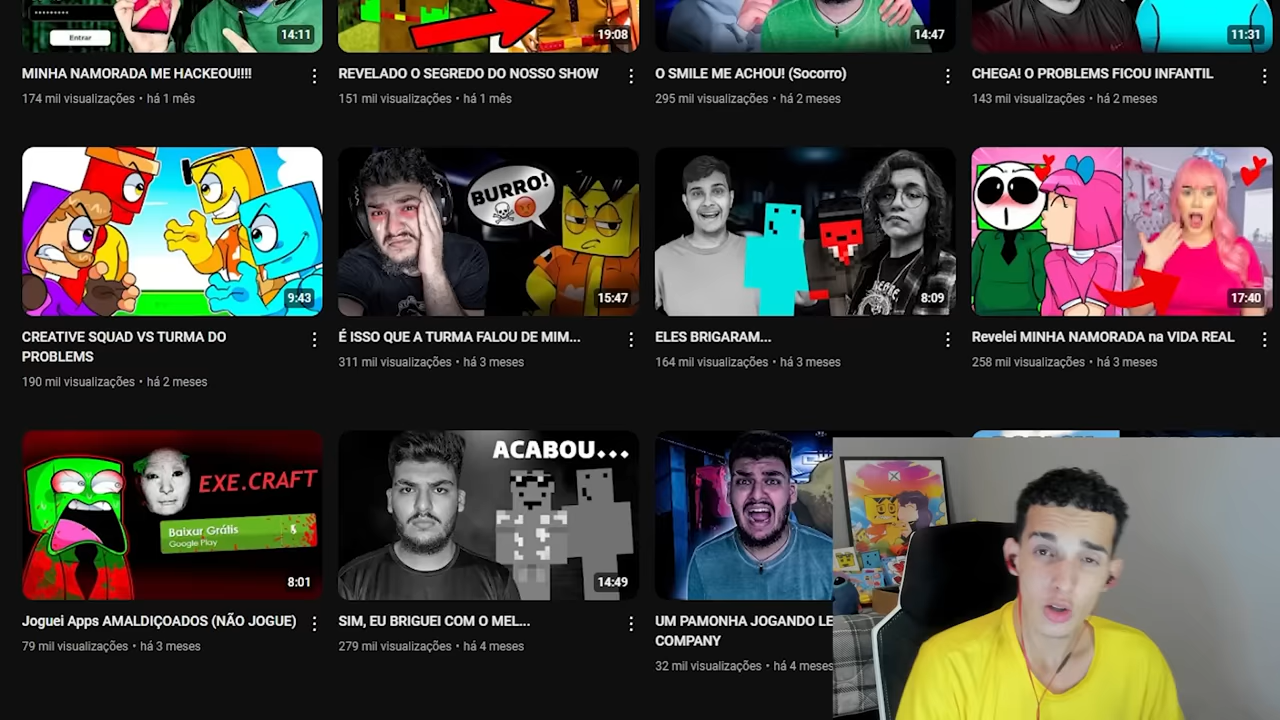 Entrar
14:11
19:08
14:47
11:31
MINHA NAMORADA ME HACKEOU!!!!
174 mil visualizações • há 1 mês
REVELADO O SEGREDO DO NOSSO SHOW
151 mil visualizações • há 1 mês
O SMILE ME ACHOU! (Socorro)
295 mil visualizações • há 2 meses
CHEGA! O PROBLEMS FICOU INFANTIL
143 mil visualizações • há 2 meses
9:43
BURRO!
15:47
8:09
17:40
CREATIVE SQUAD VS TURMA DO
PROBLEMS
190 mil visualizações • há 2 meses
É ISSO QUE A TURMA FALOU DE MIM...
311 mil visualizações • há 3 meses
ELES BRIGARAM...
164 mil visualizações • há 3 meses
Revelei MINHA NAMORADA na VIDA REAL
258 mil visualizações • há 3 meses
EXE.CRAFT
Baixar Grátis
Google Play
8:01
ACABOU...
14:49
Joguei Apps AMALDIÇOADOS (NÃO JOGUE)
79 mil visualizações • há 3 meses
SIM, EU BRIGUEI COM O MEL...
279 mil visualizações • há 4 meses
UM PAMONHA JOGANDO LE
COMPANY
32 mil visualizações • há 4 meses